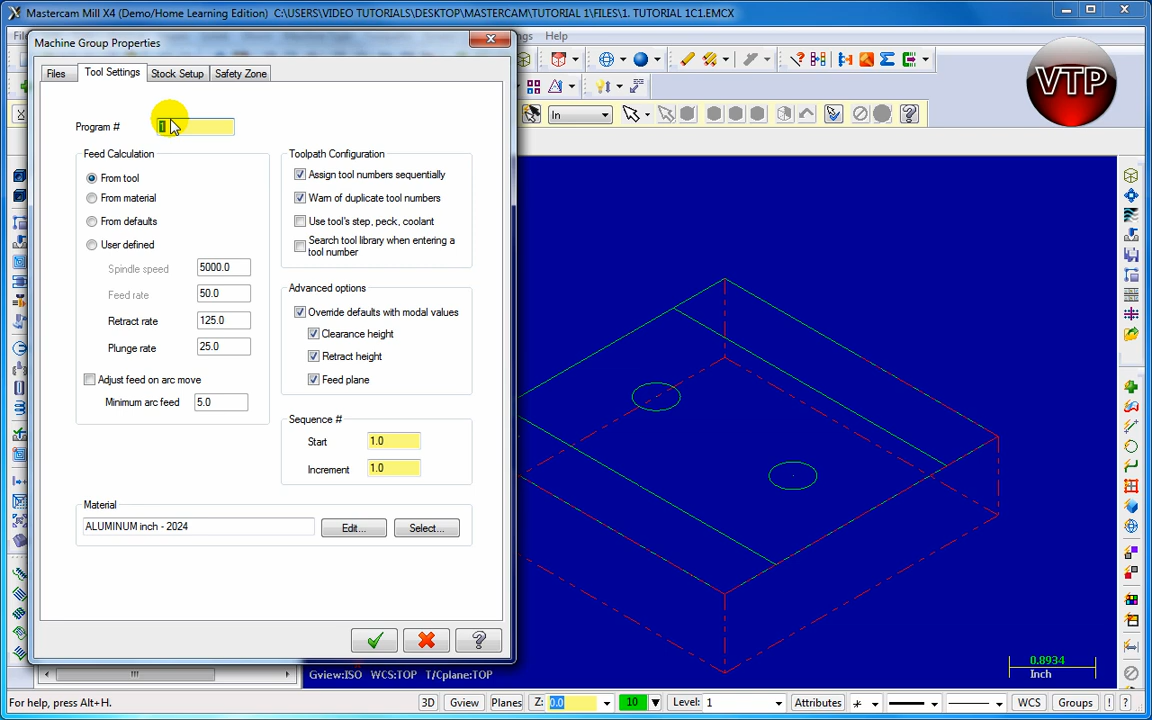 Mastercam Mill X4 (Demo/Home Learning Edition) C:\USERS\VIDEO TUTORIALS\DESKTOP\MASTERCAM\TUTORIAL 1\FILES\1. TUTORIAL 1C1.EMCX
Help
Machine Group Properties
Files
Tool Settings
Stock Setup
Safety Zone
In
VTP
Program #
1
Feed Calculation
From tool
From material
From defaults
User defined
Spindle speed
5000.0
Feed rate
50.0
Retract rate
125.0
Plunge rate
25.0
Adjust feed on arc move
Minimum arc feed
5.0
Toolpath Configuration
Assign tool numbers sequentially
Warn of duplicate tool numbers
Use tool's step, peck, coolant
Search tool library when entering a
tool number
Advanced options
Override defaults with modal values
Clearance height
Retract height
Feed plane
Sequence #
Start
1.0
Increment
1.0
Material
ALUMINUM inch - 2024
Edit...
Select...
0.8934
Inch
Gview:ISO WCS:TOP T/Cplane:TOP
For help, press Alt+H.
3D
Gview
Planes
Z:
0.0
10
Level:
1
Attributes
WCS
Groups
!
?